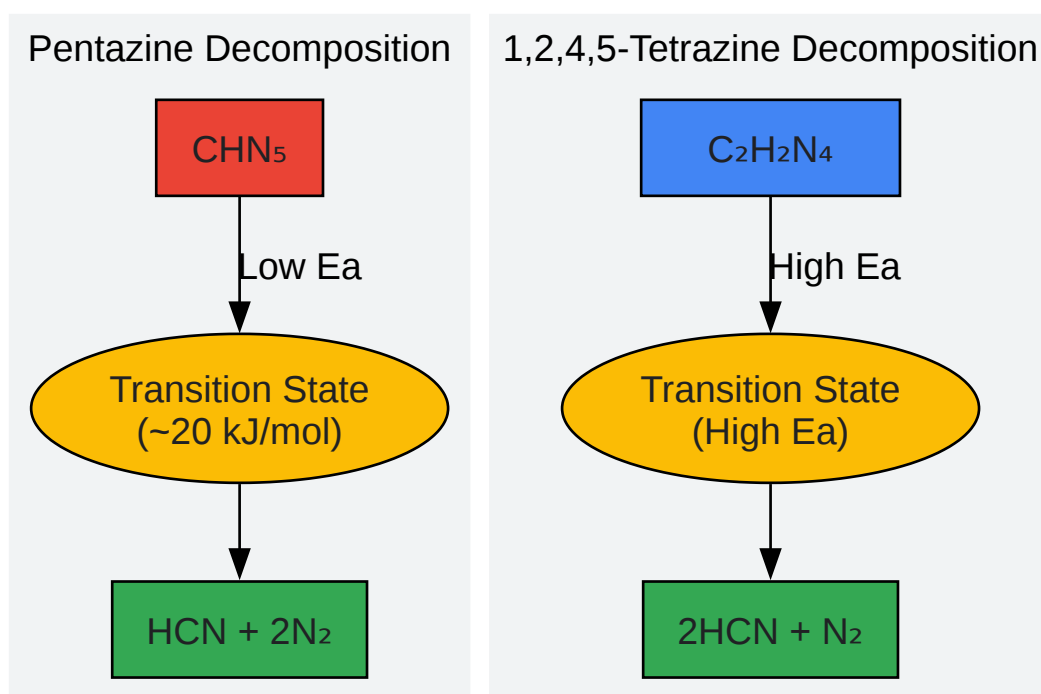 Pentazine Decomposition
CHN₅
Low Ea
Transition State
(~20 kJ/mol)
HCN + 2N₂
1,2,4,5-Tetrazine Decomposition
C₂H₂N₄
High Ea
Transition State
(High Ea)
2HCN + N₂